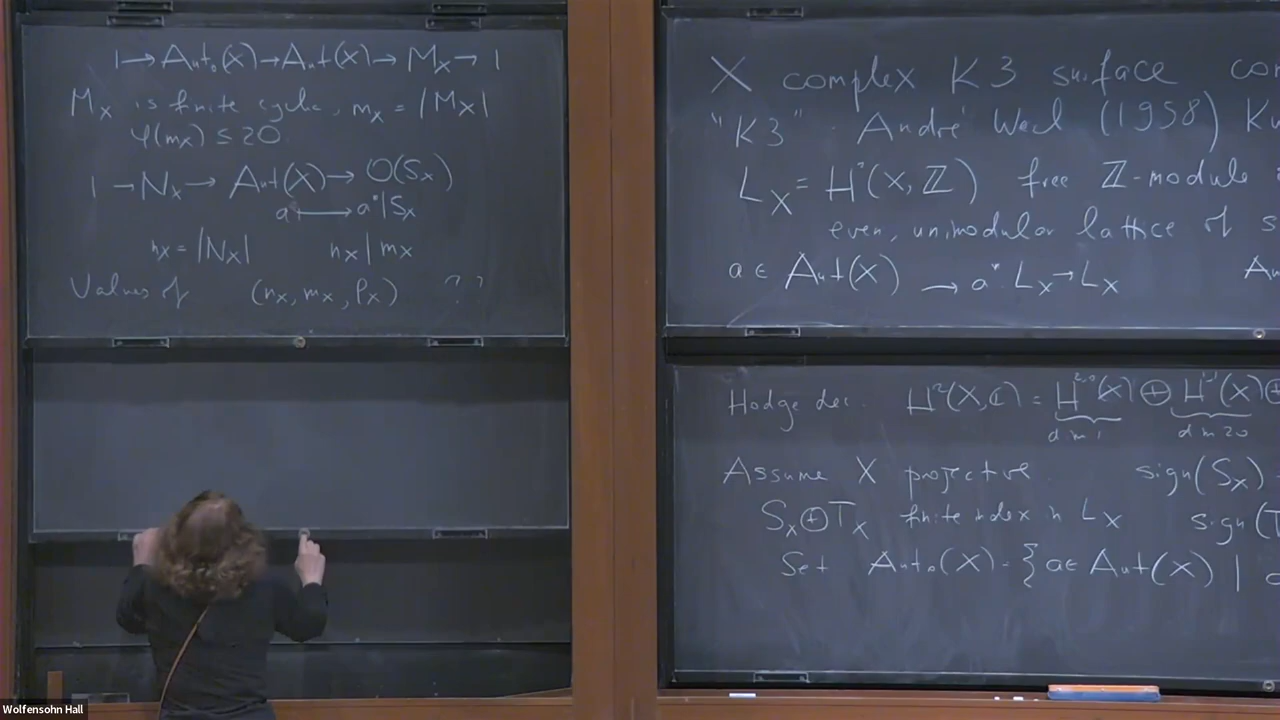 1 → Aut₀(X) → Aut(X) → M_X → 1
M_X is finite cyclic, m_X = |M_X|
φ(m_X) ≤ 20
1 → N_X → Aut(X) → O(S_X)
a ↦ a*|S_X
n_X = |N_X| n_X | m_X
Values of (n_X, m_X, ρ_X) ??
X complex K3 surface
"K3" André Weil (1958)
L_X = H²(X, ℤ) free ℤ-module
even, unimodular lattice of
a ∈ Aut(X) → a*: L_X → L_X
Hodge dec. H²(X,ℂ) = H²·⁰(X) ⊕ H¹·¹(X) ⊕
dim 1 dim 20
Assume X projective. sign(S_X)
S_X ⊕ T_X finite index in L_X sign(
Set Aut₀(X) = {a ∈ Aut(X) |
Wolfensohn Hall